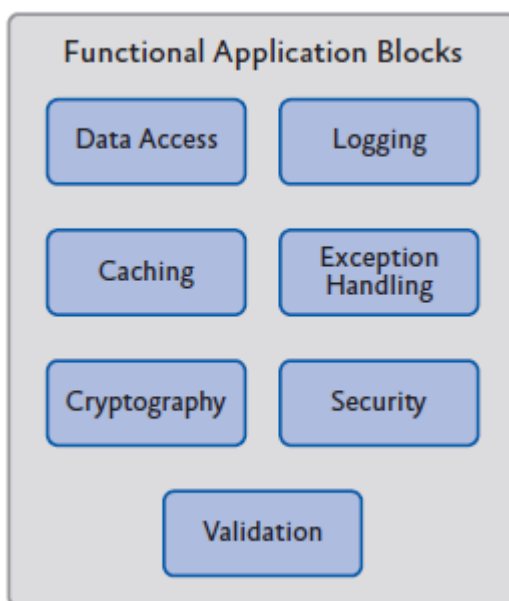 Functional Application Blocks
Data Access
Logging
Caching
Exception
Handling
Cryptography
Security
Validation